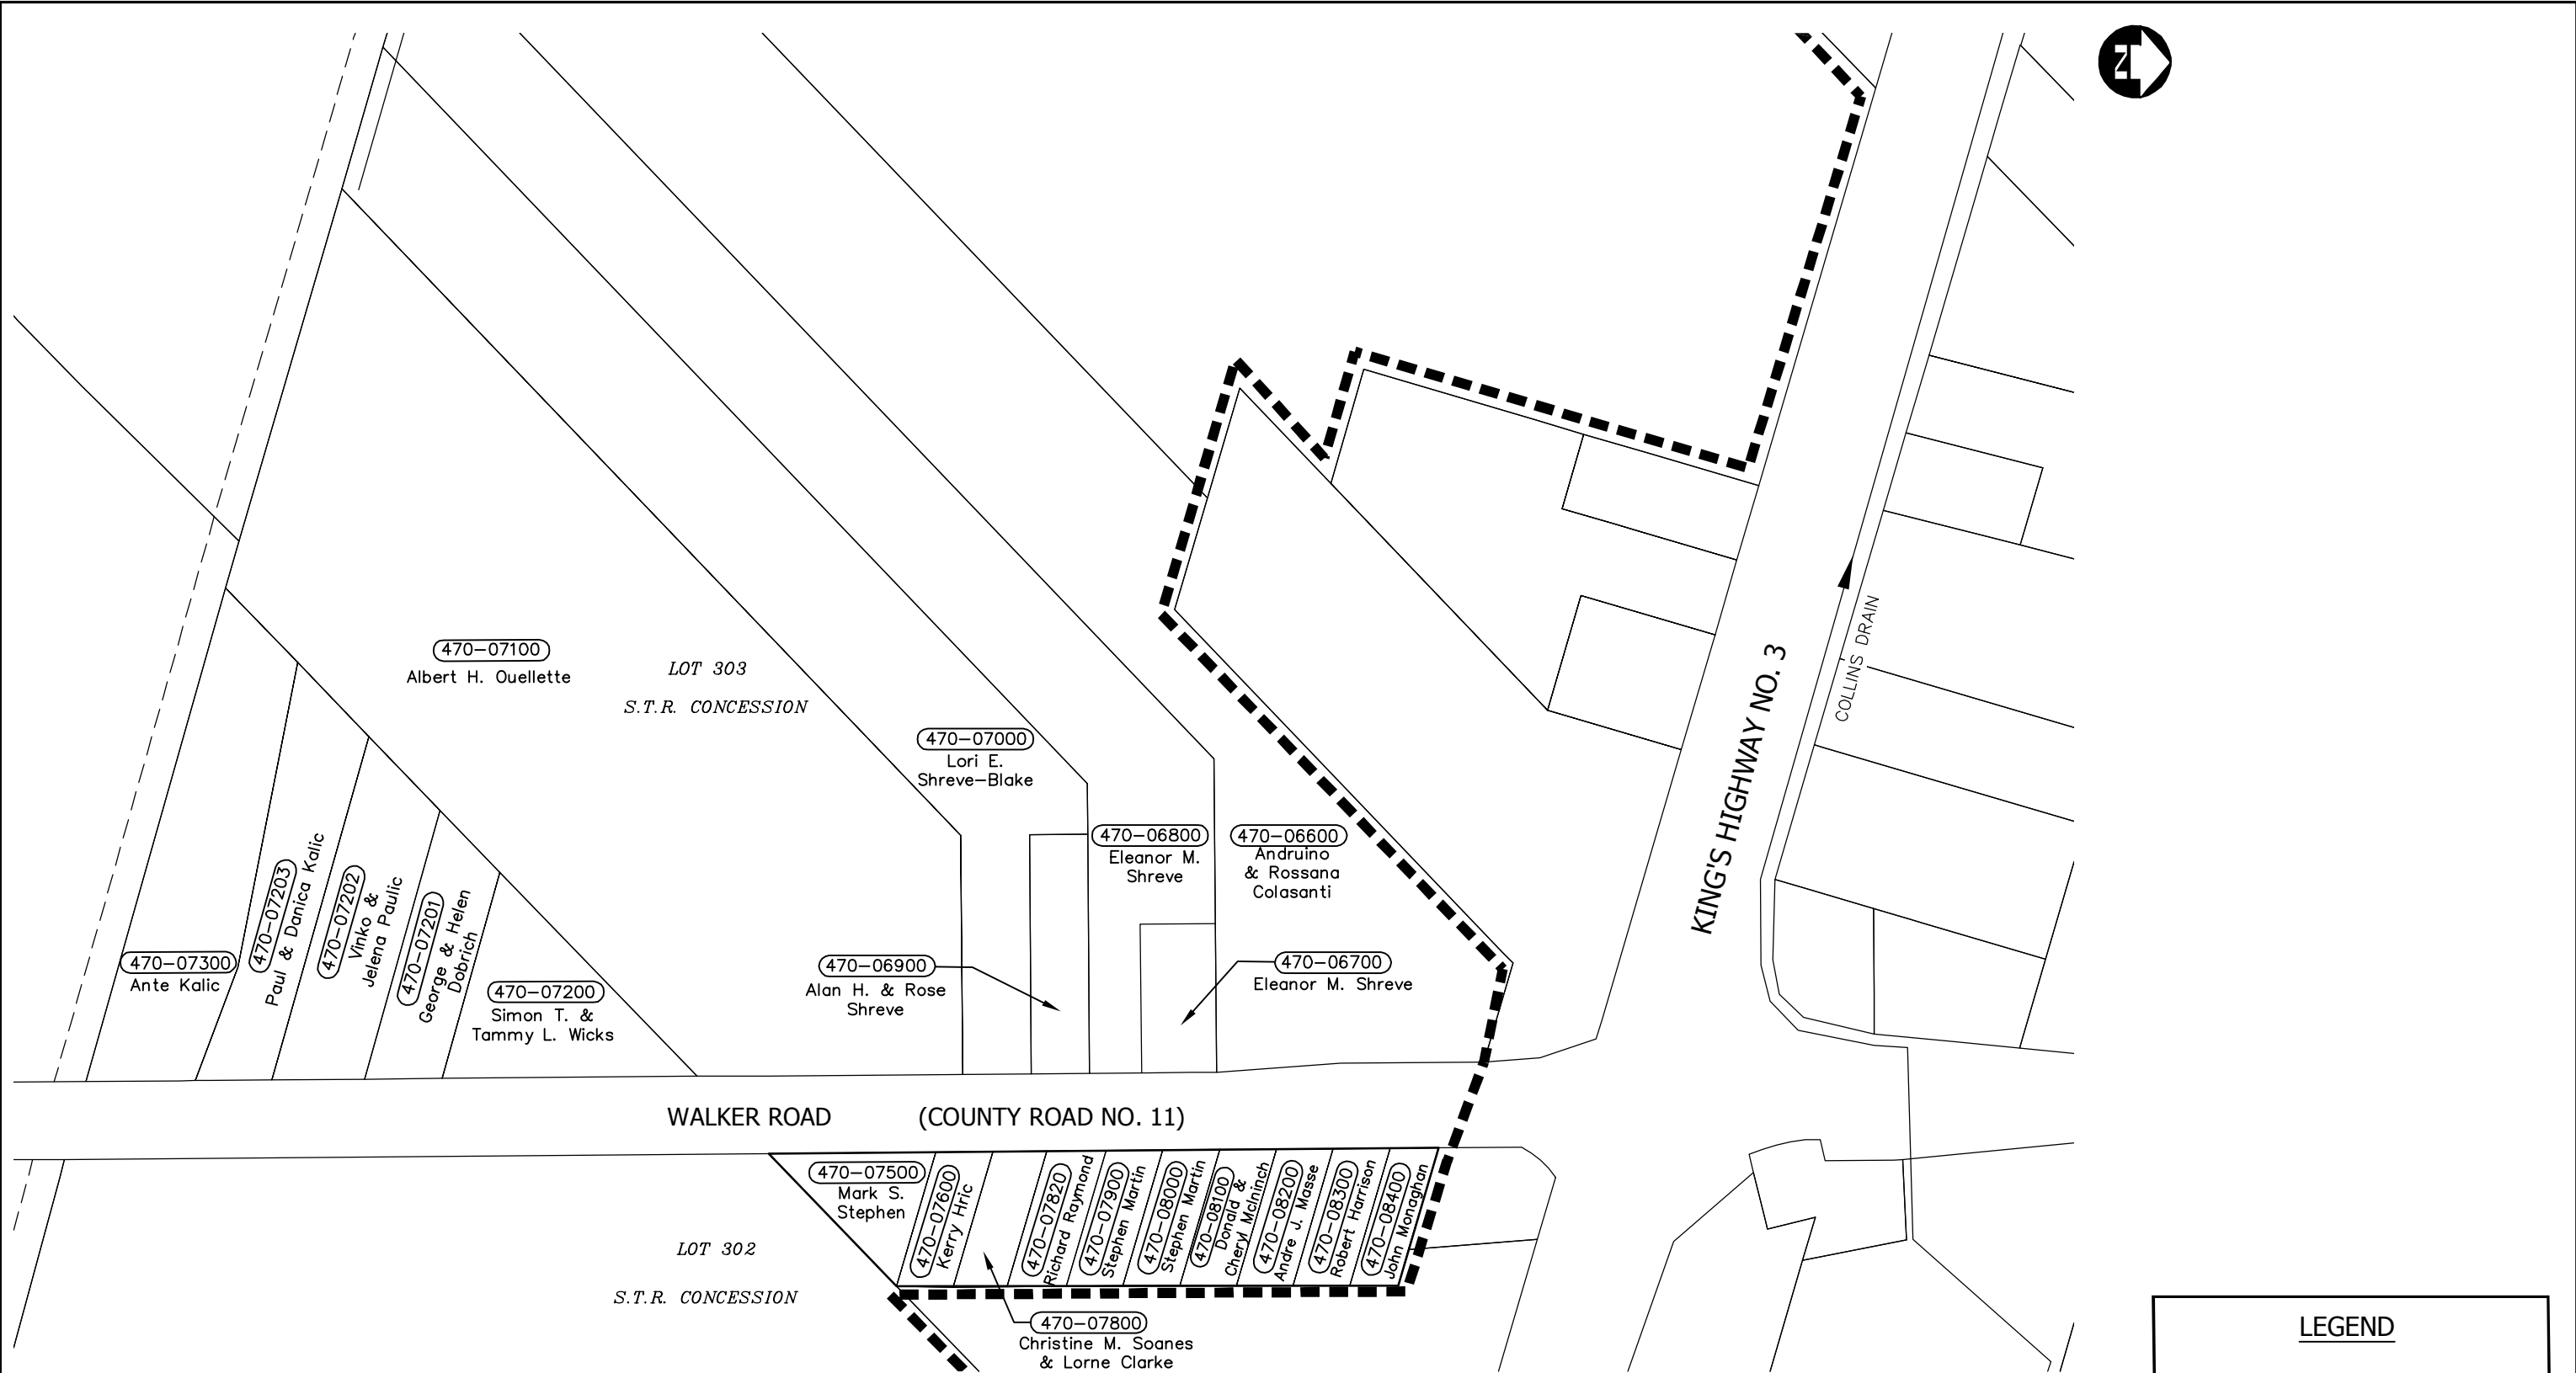 N
470-07100
Albert H. Ouellette
LOT 303
S.T.R. CONCESSION
470-07000
Lori E.
Shreve-Blake
470-06800
Eleanor M.
Shreve
470-06600
Andruino
& Rossana
Colasanti
KING'S HIGHWAY NO. 3
COLLINS DRAIN
470-07300
Ante Kalic
470-07203
Paul & Danica Kalic
470-07202
Vinko &
Jelena Paulic
470-07201
George & Helen
Dobrich
470-07200
Simon T. &
Tammy L. Wicks
470-06900
Alan H. & Rose
Shreve
470-06700
Eleanor M. Shreve
WALKER ROAD (COUNTY ROAD NO. 11)
470-07500
Mark S.
Stephen
470-07600
Kerry Hric
470-07820
Richard Raymond
470-07900
Stephen Martin
470-08000
Stephen Martin
470-08100
Donald &
Cheryl McIninch
470-08200
Andre J. Masse
470-08300
Robert Harrison
470-08400
John Monaghan
LOT 302
S.T.R. CONCESSION
470-07800
Christine M. Soanes
& Lorne Clarke
LEGEND